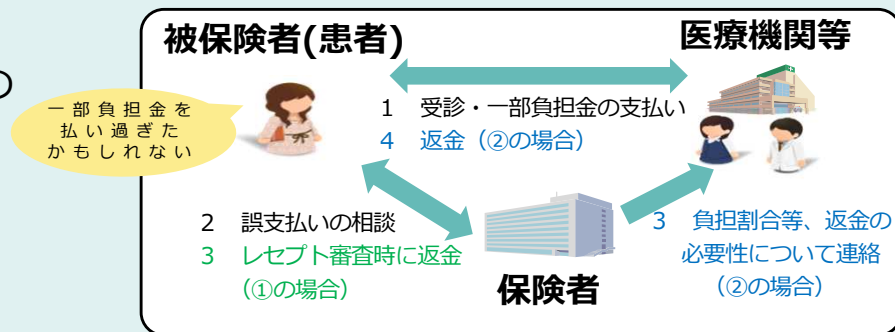 被保険者(患者)
医療機関等
一部負担金を
払い過ぎた
かもしれない
1 受診・一部負担金の支払い
4 返金（②の場合）
2 誤支払いの相談
3 レセプト審査時に返金
（①の場合）
保険者
3 負担割合等、返金の
必要性について連絡
（②の場合）